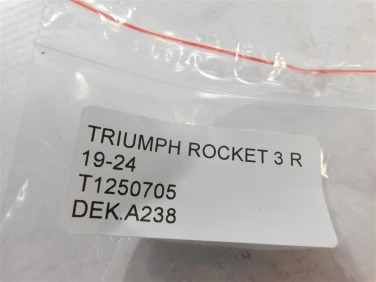 TRIUMPH ROCKET 3 R
19-24
T1250705
DEK.A238